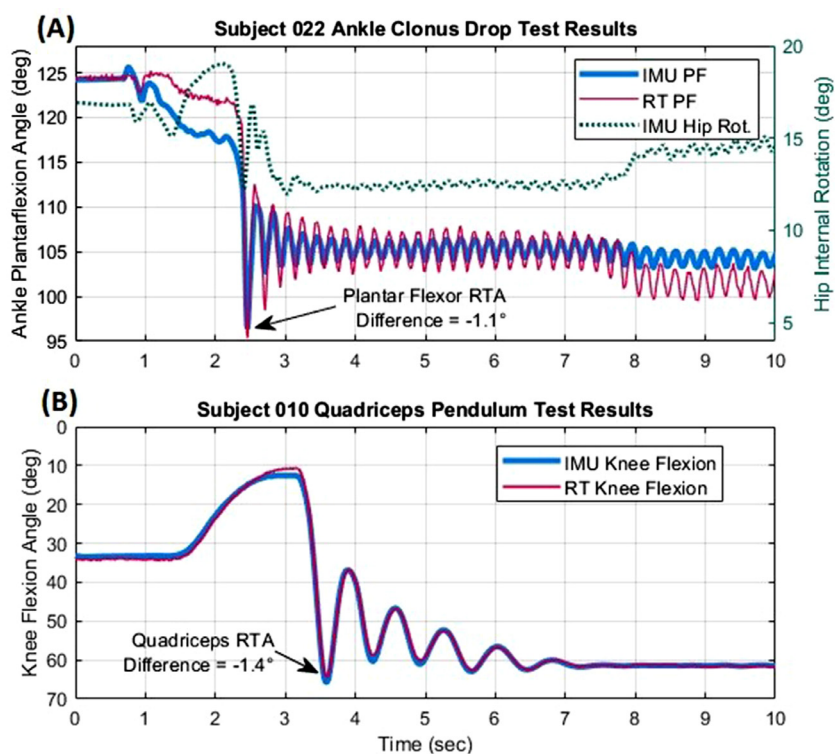 (A)
Subject 022 Ankle Clonus Drop Test Results
Ankle Plantarflexion Angle (deg)
125
120
115
110
105
100
95
IMU PF
RT PF
IMU Hip Rot.
Plantar Flexor RTA
Difference = -1.1°
20
15
10
5
Hip Internal Rotation (deg)
0 1 2 3 4 5 6 7 8 9 10
(B)
Subject 010 Quadriceps Pendulum Test Results
Knee Flexion Angle (deg)
0
10
20
30
40
50
60
70
IMU Knee Flexion
RT Knee Flexion
Quadriceps RTA
Difference = -1.4°
0 1 2 3 4 5 6 7 8 9 10
Time (sec)